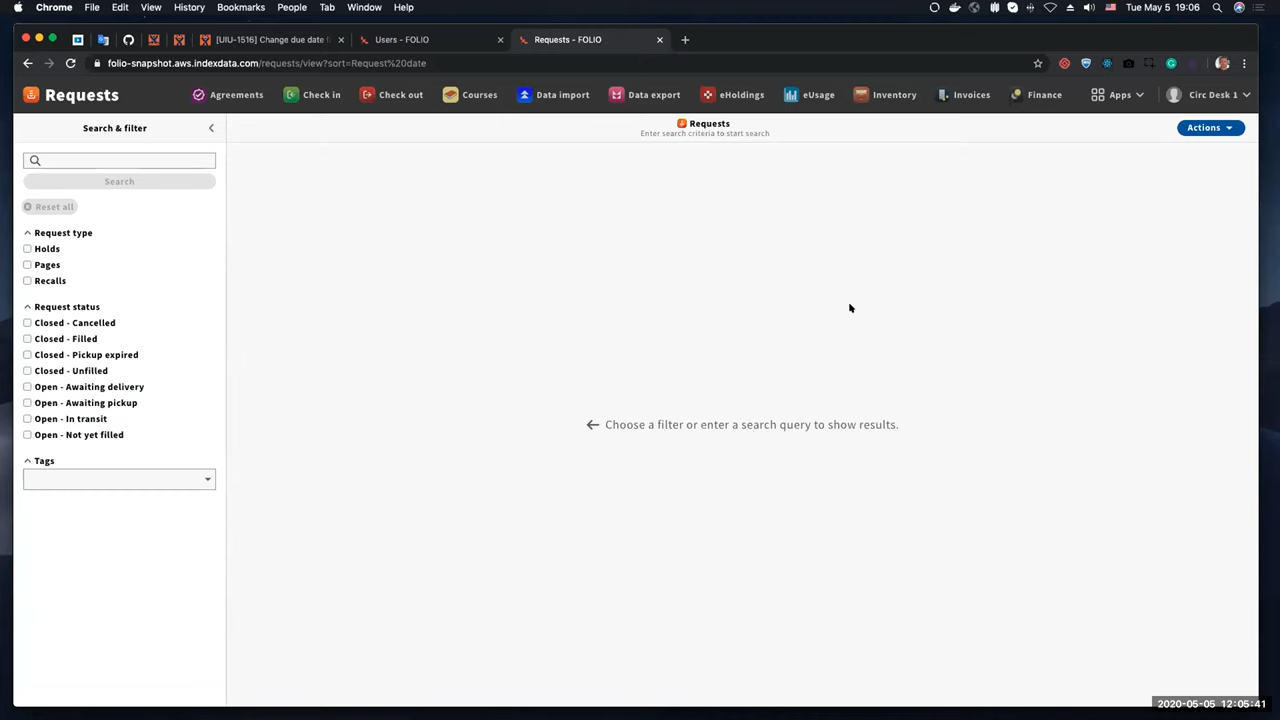 Chrome File Edit View History Bookmarks People Tab Window Help Tue May 5 19:06
[UIU-1516] Change due date Users - FOLIO Requests - FOLIO
folio-snapshot.aws.indexdata.com/requests/view?sort=Request%20date
Requests Agreements Check in Check out Courses Data import Data export eHoldings eUsage Inventory Invoices Finance Apps Circ Desk 1
Search & filter
Requests
Enter search criteria to start search
Actions
Search
Reset all
Request type
Holds
Pages
Recalls
Request status
Closed - Cancelled
Closed - Filled
Closed - Pickup expired
Closed - Unfilled
Open - Awaiting delivery
Open - Awaiting pickup
Open - In transit
Open - Not yet filled
Tags
Choose a filter or enter a search query to show results.
2020-05-05 12:05:41